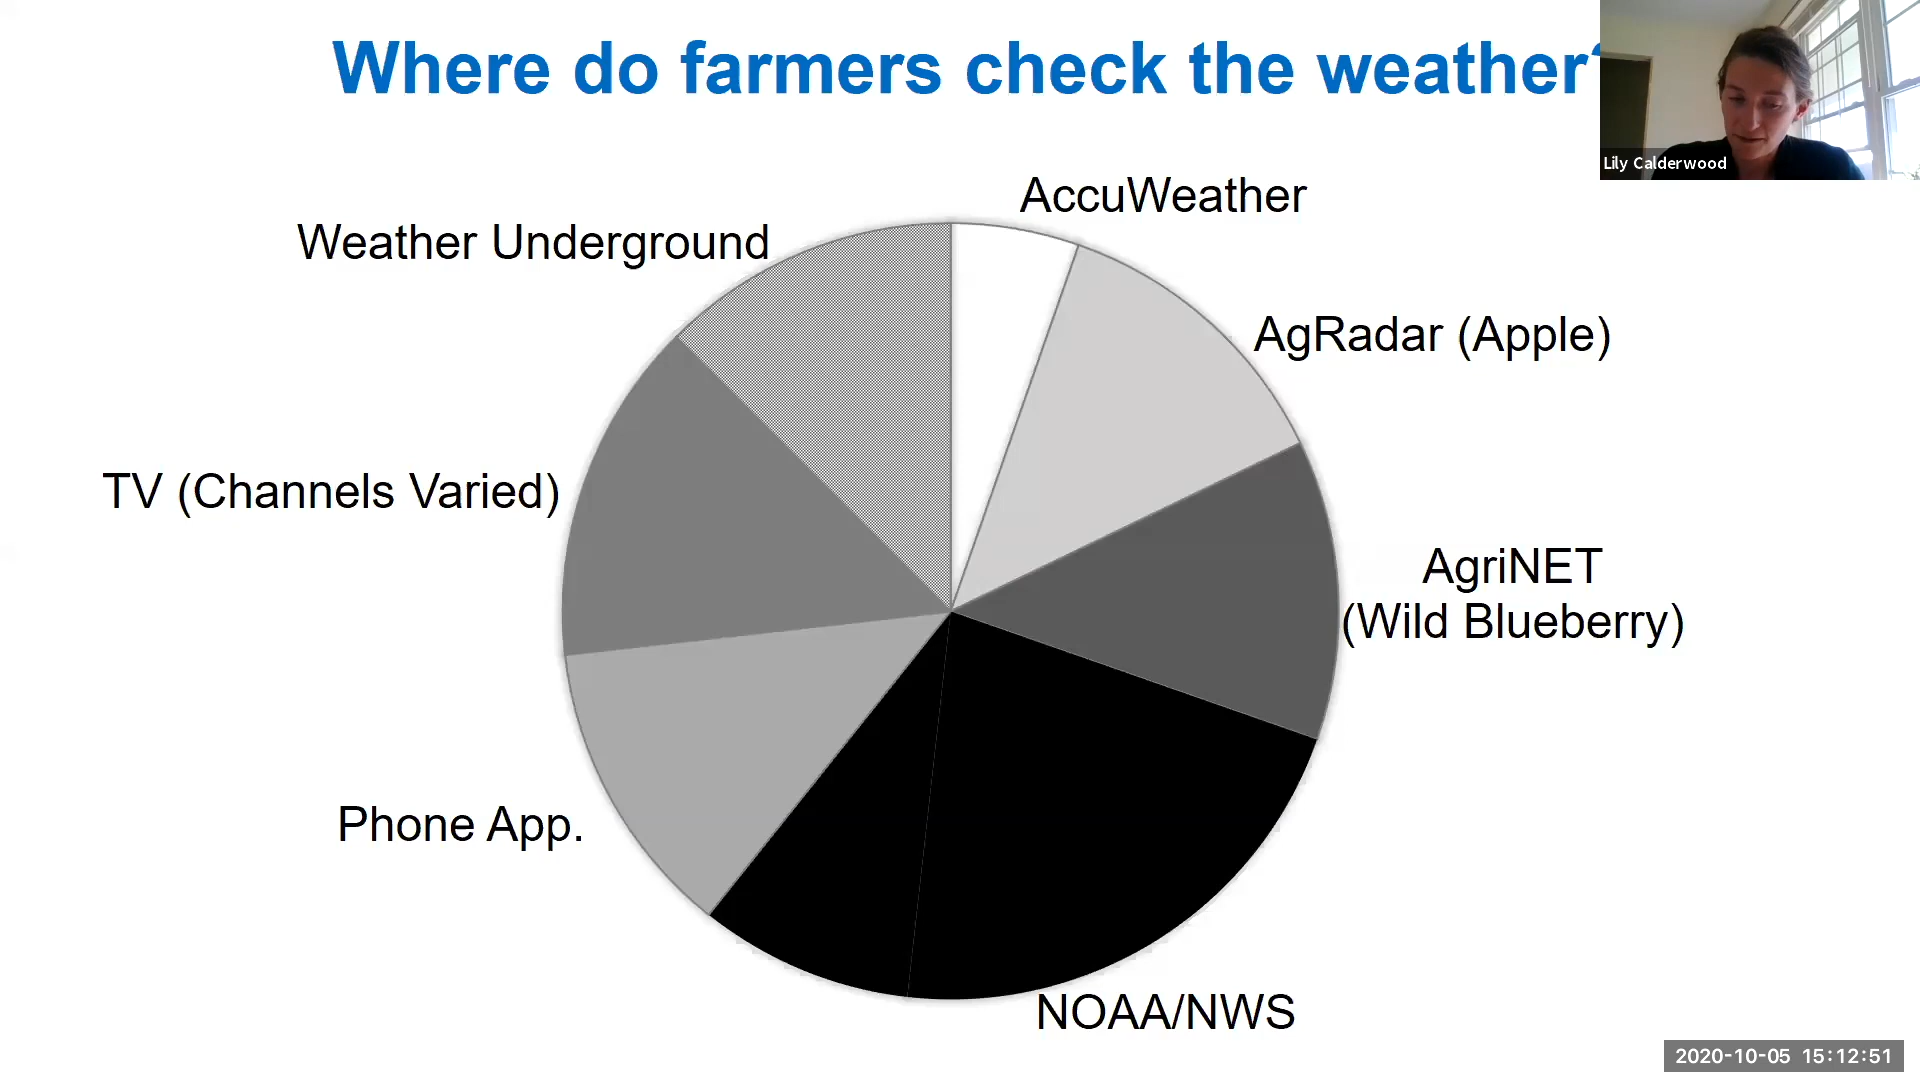 Where do farmers check the weather?
Lily Calderwood
AccuWeather
Weather Underground
AgRadar (Apple)
TV (Channels Varied)
AgriNET
(Wild Blueberry)
Phone App.
NOAA/NWS
2020-10-05 15:12:51